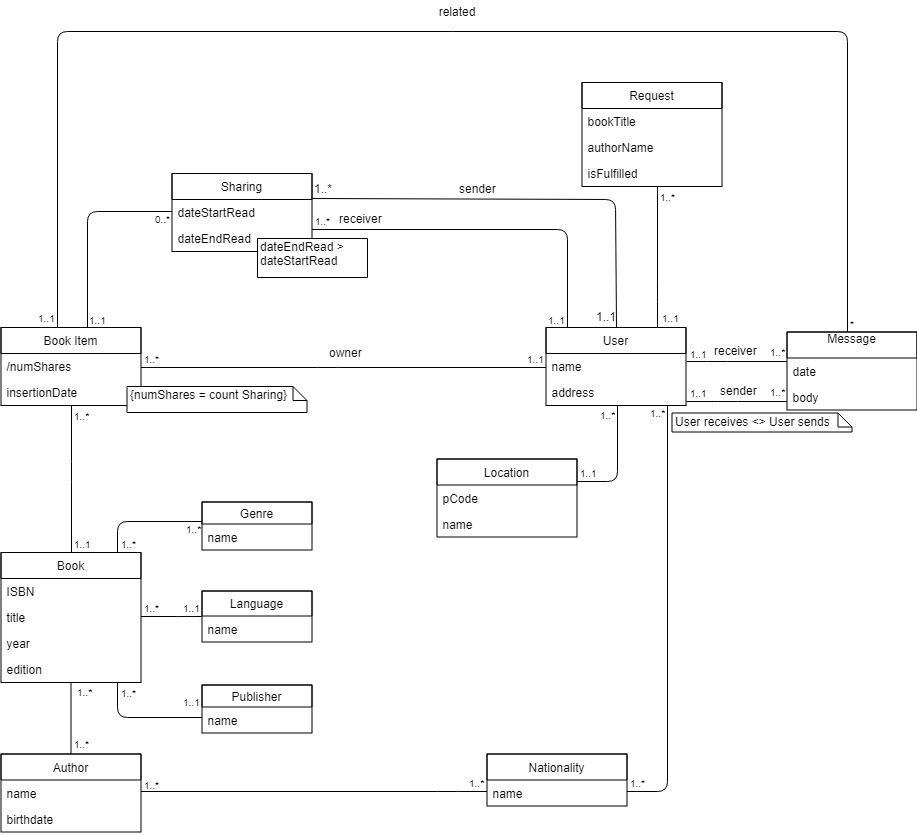 related
Request
bookTitle
authorName
isFulfilled
1..*
Sharing
dateStartRead
dateEndRead
dateEndRead >
dateStartRead
1..*
sender
1..*
receiver
0..*
1..1
1..1
1..1
1..1
1..1
*
Book Item
/numShares
insertionDate
{numShares = count Sharing}
1..*
owner
1..1
User
name
address
1..1
receiver
1..*
1..1
sender
1..*
Message
date
body
User receives <> User sends
1..*
1..*
1..*
Location
pCode
name
1..1
1..1
1..*
Genre
name
1..*
Book
ISBN
title
year
edition
1..*
1..1
Language
name
1..*
1..*
1..1
Publisher
name
1..*
Author
name
birthdate
1..*
1..*
Nationality
name
1..*